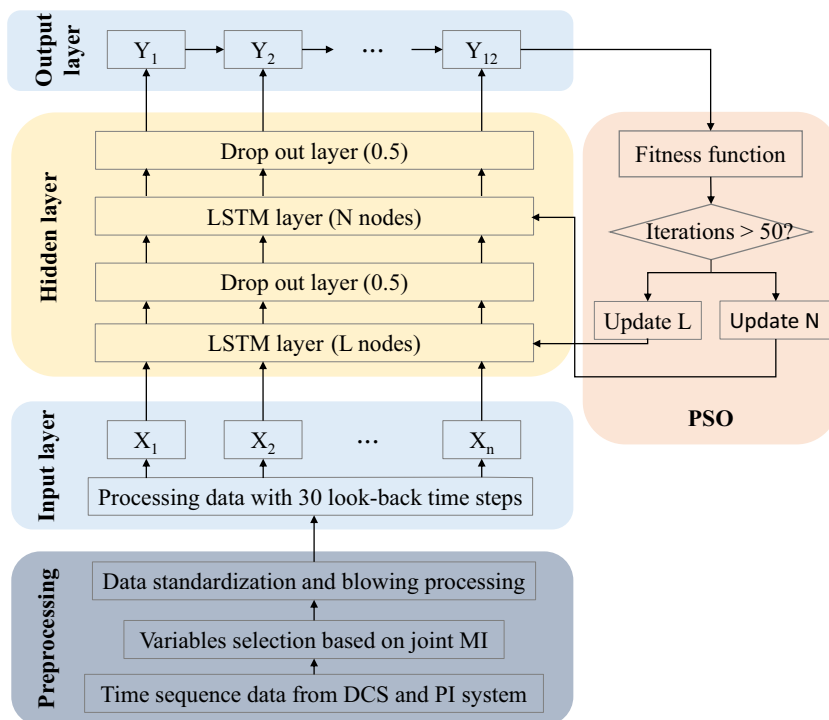 Output layer
Y1
Y2
...
Y12
Hidden layer
Drop out layer (0.5)
LSTM layer (N nodes)
Drop out layer (0.5)
LSTM layer (L nodes)
Fitness function
Iterations > 50?
Update L
Update N
PSO
Input layer
X1
X2
...
Xn
Processing data with 30 look-back time steps
Preprocessing
Data standardization and blowing processing
Variables selection based on joint MI
Time sequence data from DCS and PI system